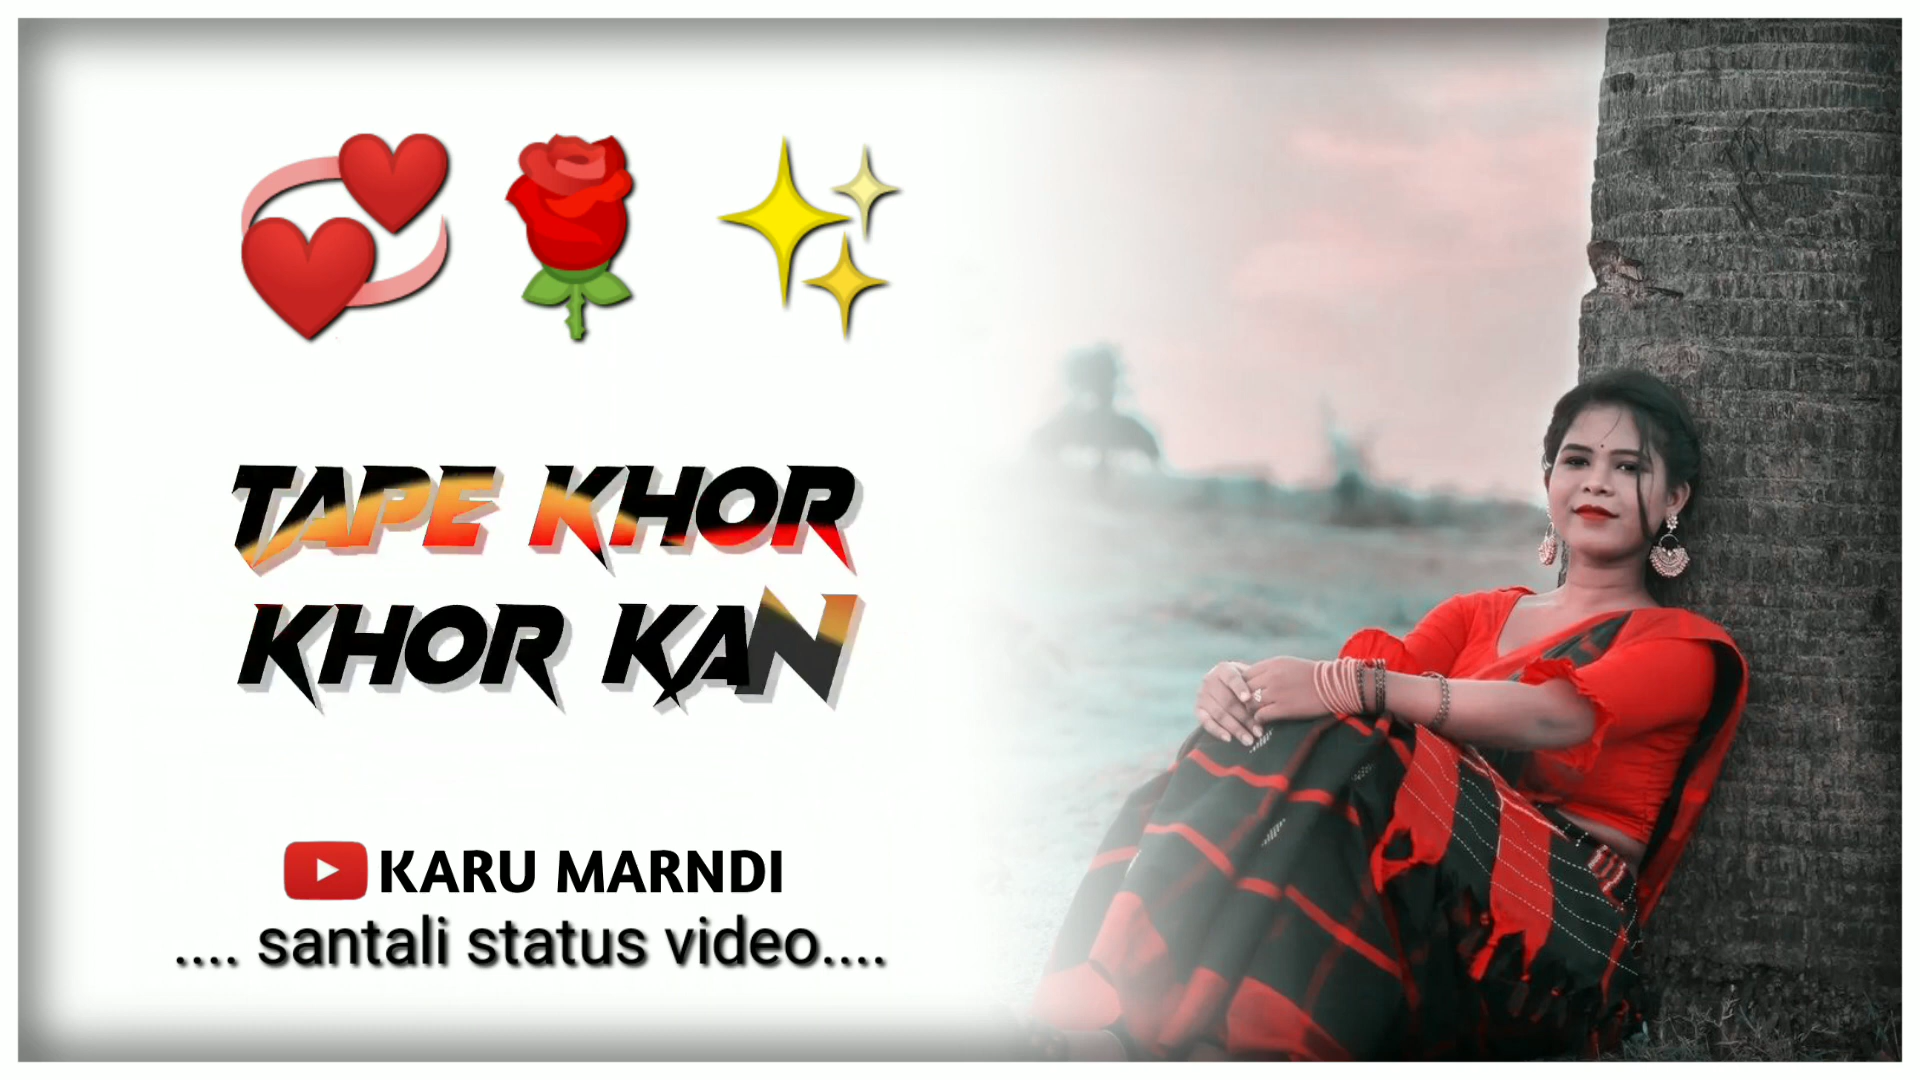 TAPE KHOR
KHOR KAN
KARU MARNDI
.... santali status video....